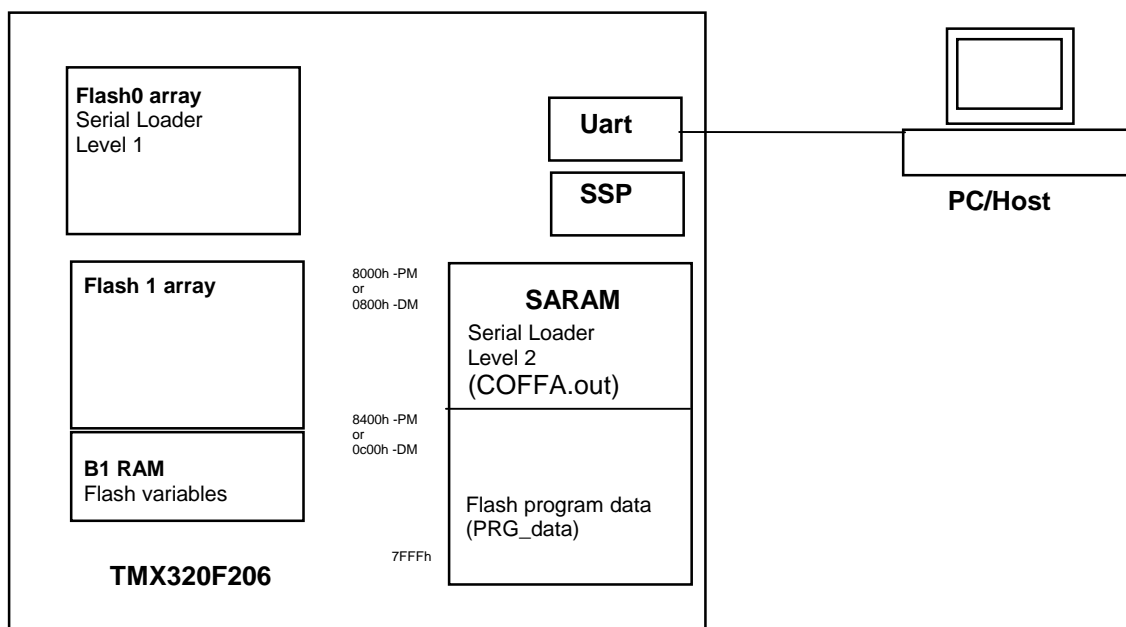 Flash0 array
Serial Loader
Level 1
Uart
SSP
PC/Host
Flash 1 array
8000h -PM
or
0800h -DM
SARAM
Serial Loader
Level 2
(COFFA.out)
8400h -PM
or
0c00h -DM
B1 RAM
Flash variables
Flash program data
(PRG_data)
7FFFh
TMX320F206